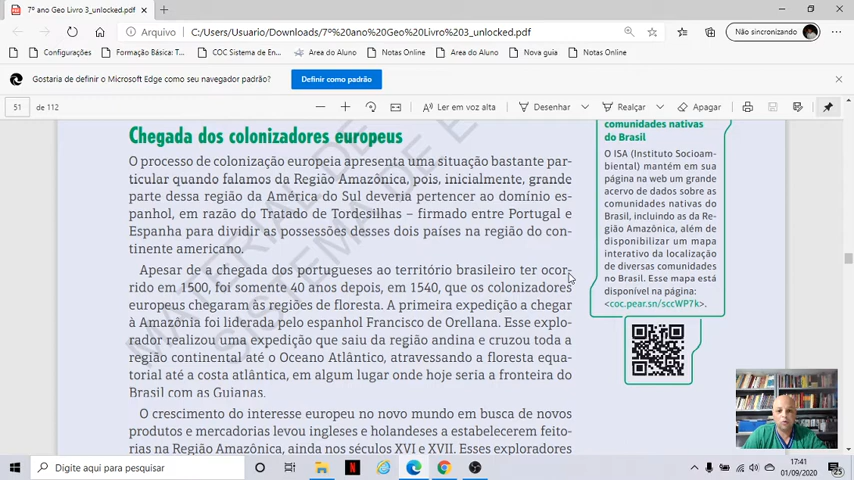 7º ano Geo Livro 3_unlocked.pdf
Arquivo
C:/Users/Usuario/Downloads/7º%20ano%20Geo%20Livro%203_unlocked.pdf
Não sincronizando
Configurações
Formação Básica: T...
COC Sistema de En...
Área do Aluno
Notas Online
Area do Aluno
Nova guia
Notas Online
Gostaria de definir o Microsoft Edge como seu navegador padrão?
Definir como padrão
51
de 112
Ler em voz alta
Desenhar
Realçar
Apagar
Chegada dos colonizadores europeus
O processo de colonização europeia apresenta uma situação bastante par-
ticular quando falamos da Região Amazônica, pois, inicialmente, grande
parte dessa região da América do Sul deveria pertencer ao domínio es-
panhol, em razão do Tratado de Tordesilhas – firmado entre Portugal e
Espanha para dividir as possessões desses dois países na região do con-
tinente americano.
Apesar de a chegada dos portugueses ao território brasileiro ter ocor-
rido em 1500, foi somente 40 anos depois, em 1540, que os colonizadores
europeus chegaram às regiões de floresta. A primeira expedição a chegar
à Amazônia foi liderada pelo espanhol Francisco de Orellana. Esse explo-
rador realizou uma expedição que saiu da região andina e cruzou toda a
região continental até o Oceano Atlântico, atravessando a floresta equa-
torial até a costa atlântica, em algum lugar onde hoje seria a fronteira do
Brasil com as Guianas.
O crescimento do interesse europeu no novo mundo em busca de novos
produtos e mercadorias levou ingleses e holandeses a estabelecerem feito-
rias na Região Amazônica, ainda nos séculos XVI e XVII. Esses exploradores
comunidades nativas
do Brasil
O ISA (Instituto Socioam-
biental) mantém em sua
página na web um grande
acervo de dados sobre as
comunidades nativas do
Brasil, incluindo as da Re-
gião Amazônica, além de
disponibilizar um mapa
interativo da localização
de diversas comunidades
no Brasil. Esse mapa está
disponível na página:
<coc.pear.sn/sccWP7k>.
MATERIAL DE
SISTEMA DE E
Digite aqui para pesquisar
17:41
01/09/2020
25